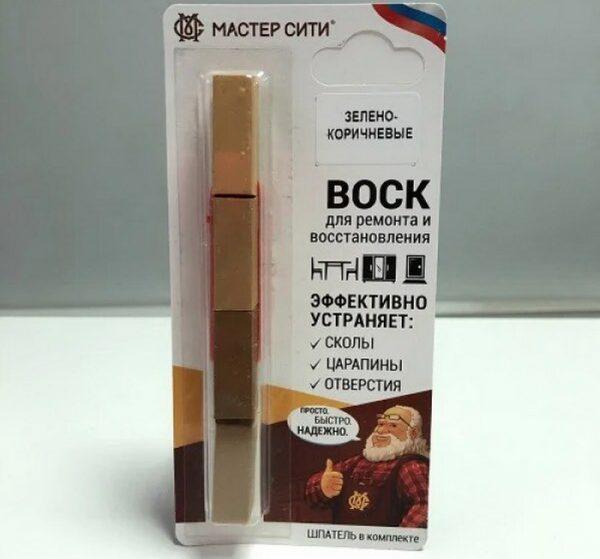 МАСТЕР СИТИ®
ЗЕЛЕНО-
КОРИЧНЕВЫЕ
ВОСК
для ремонта и
восстановления
ЭФФЕКТИВНО
УСТРАНЯЕТ:
✓ СКОЛЫ
✓ ЦАРАПИНЫ
✓ ОТВЕРСТИЯ
ПРОСТО.
БЫСТРО.
НАДЕЖНО.
ШПАТЕЛЬ в комплекте